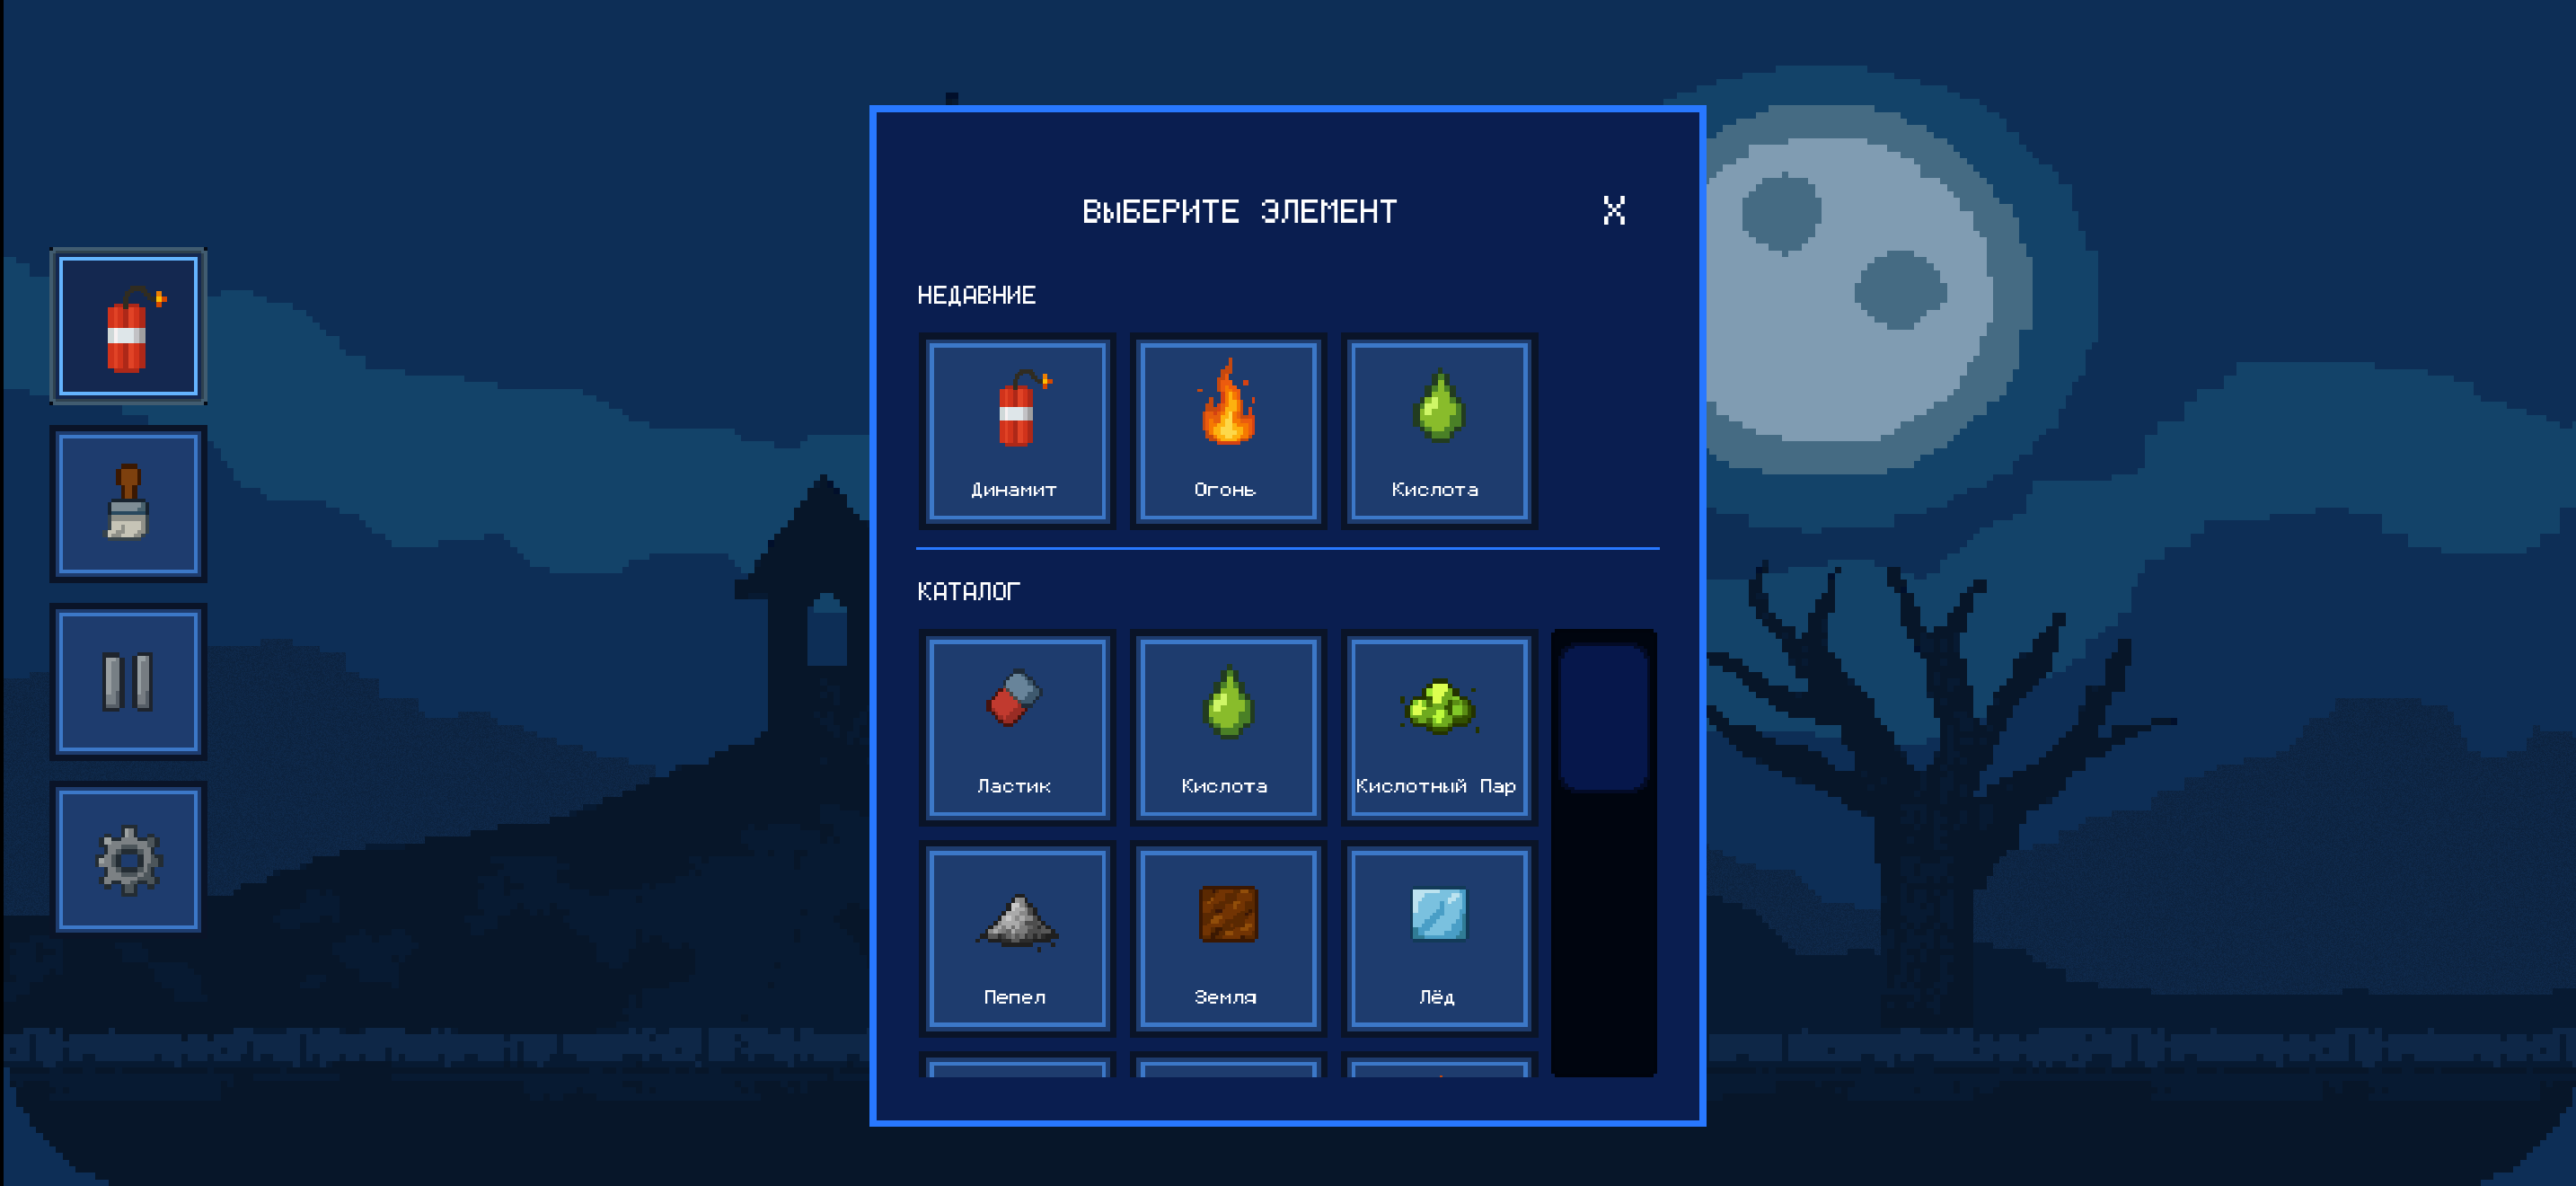 ВЫБЕРИТЕ ЭЛЕМЕНТ X
НЕДАВНИЕ
Динамит Огонь Кислота
КАТАЛОГ
Ластик Кислота Кислотный Пар
Пепел Земля Лёд